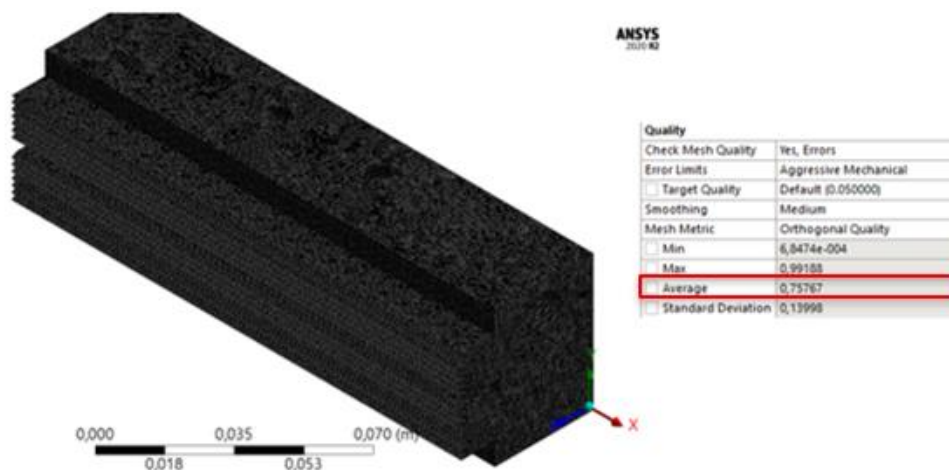 ANSYS
2020 R2
Quality
Check Mesh Quality Yes, Errors
Error Limits Aggressive Mechanical
Target Quality Default (0.050000)
Smoothing Medium
Mesh Metric Orthogonal Quality
Min 6,8474e-004
Max 0,99188
Average 0,75767
Standard Deviation 0,13998
Y
X
0,000 0,035 0,070 (m)
0,018 0,053